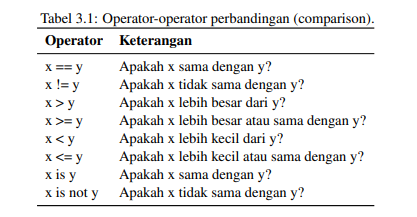 Tabel 3.1: Operator-operator perbandingan (comparison).
Operator Keterangan
x == y Apakah x sama dengan y?
x != y Apakah x tidak sama dengan y?
x > y Apakah x lebih besar dari y?
x >= y Apakah x lebih besar atau sama dengan y?
x < y Apakah x lebih kecil dari y?
x <= y Apakah x lebih kecil atau sama dengan y?
x is y Apakah x sama dengan y?
x is not y Apakah x tidak sama dengan y?